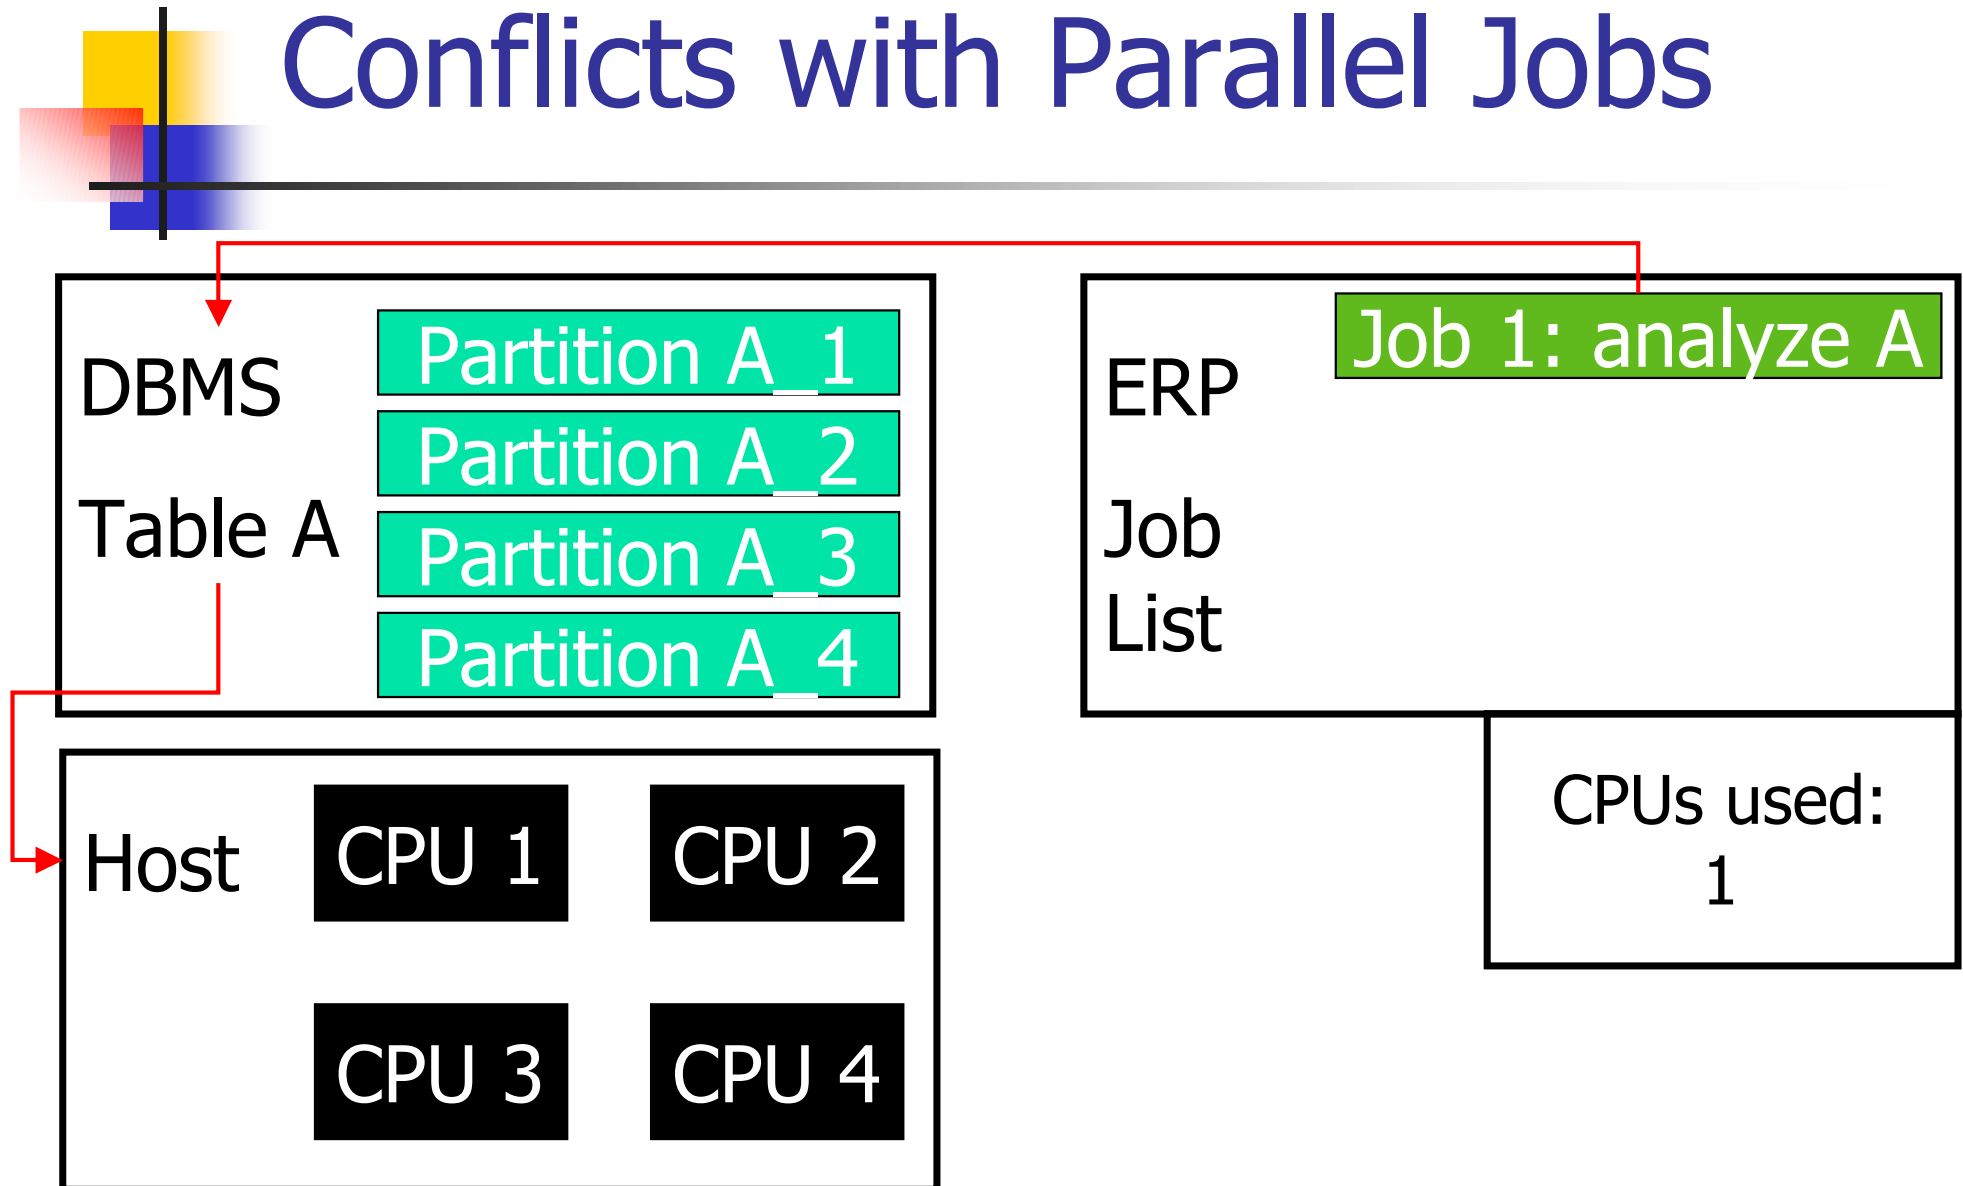 Conflicts with Parallel Jobs
DBMS
Table A
Partition A_1
Partition A_2
Partition A_3
Partition A_4
ERP
Job
List
Job 1: analyze A
CPUs used:
1
Host
CPU 1
CPU 2
CPU 3
CPU 4